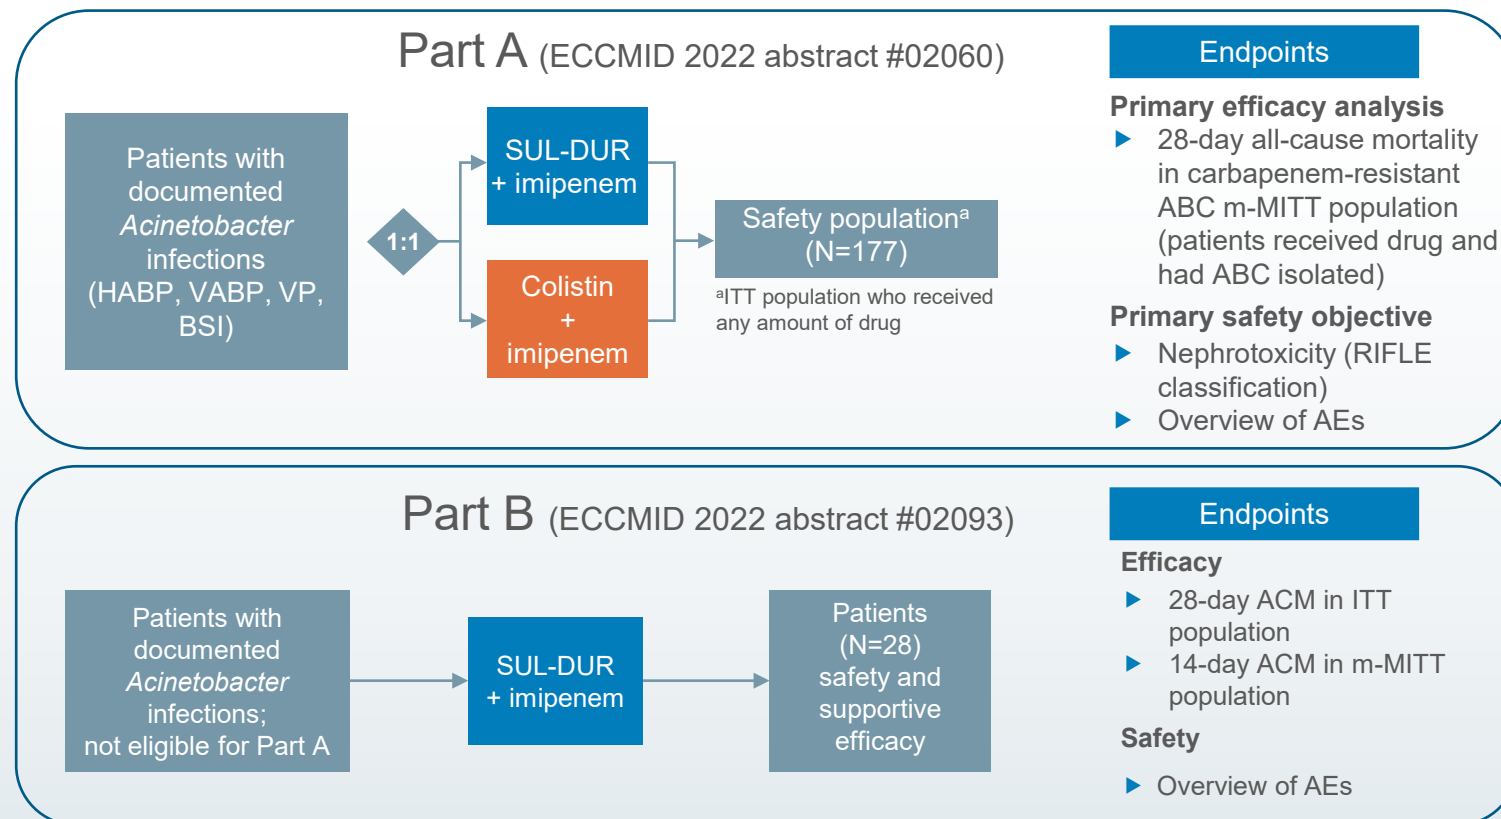 Part A (ECCMID 2022 abstract #02060)
Patients with
documented
Acinetobacter
infections
(HABP, VABP, VP,
BSI)
1:1
SUL-DUR
+ imipenem
Colistin
+
imipenem
Safety populationᵃ
(N=177)
ᵃITT population who received
any amount of drug
Endpoints
Primary efficacy analysis
28-day all-cause mortality
in carbapenem-resistant
ABC m-MITT population
(patients received drug and
had ABC isolated)
Primary safety objective
Nephrotoxicity (RIFLE
classification)
Overview of AEs
Part B (ECCMID 2022 abstract #02093)
Patients with
documented
Acinetobacter
infections;
not eligible for Part A
SUL-DUR
+ imipenem
Patients
(N=28)
safety and
supportive
efficacy
Endpoints
Efficacy
28-day ACM in ITT
population
14-day ACM in m-MITT
population
Safety
Overview of AEs